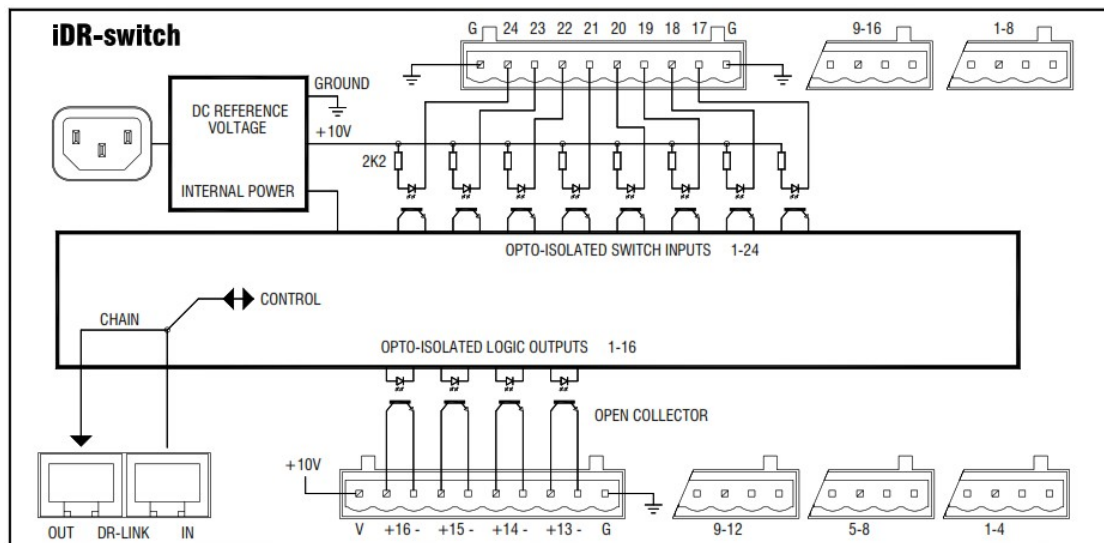 iDR-switch
G 24 23 22 21 20 19 18 17 G
9-16
1-8
GROUND
DC REFERENCE
VOLTAGE
+10V
2K2
INTERNAL POWER
OPTO-ISOLATED SWITCH INPUTS 1-24
CONTROL
CHAIN
OPTO-ISOLATED LOGIC OUTPUTS 1-16
OPEN COLLECTOR
+10V
OUT DR-LINK IN
V +16 - +15 - +14 - +13 - G
9-12
5-8
1-4